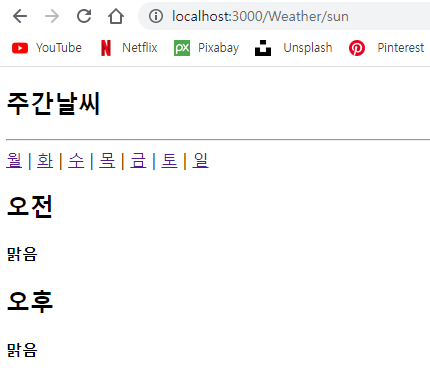 localhost:3000/Weather/sun
YouTube Netflix Pixabay Unsplash Pinterest
주간날씨
월 | 화 | 수 | 목 | 금 | 토 | 일
오전
맑음
오후
맑음